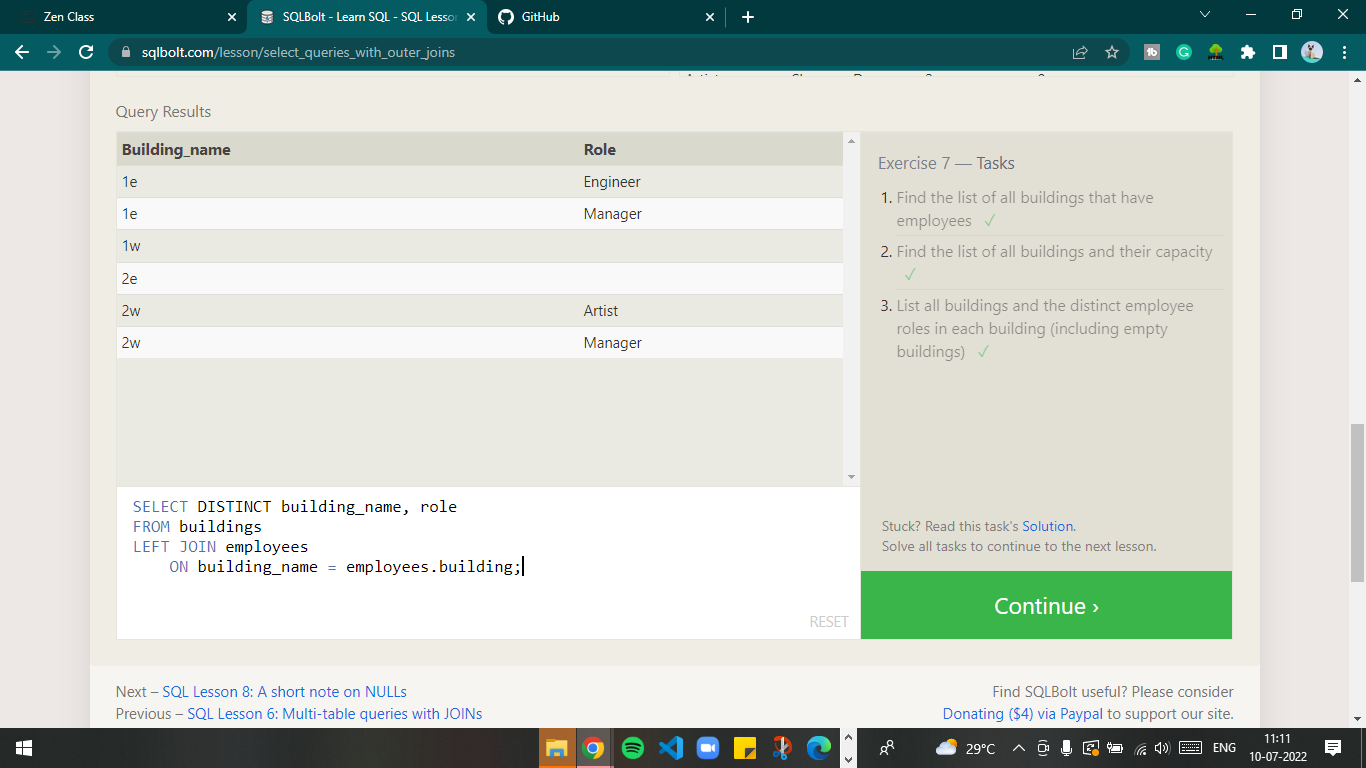 Zen Class
SQLBolt - Learn SQL - SQL Lesson
GitHub
sqlbolt.com/lesson/select_queries_with_outer_joins
Query Results
Building_name Role
1e Engineer
1e Manager
1w
2e
2w Artist
2w Manager
SELECT DISTINCT building_name, role
FROM buildings
LEFT JOIN employees
ON building_name = employees.building;
RESET
Exercise 7 — Tasks
1. Find the list of all buildings that have
employees ✓
2. Find the list of all buildings and their capacity
✓
3. List all buildings and the distinct employee
roles in each building (including empty
buildings) ✓
Stuck? Read this task's Solution.
Solve all tasks to continue to the next lesson.
Continue ›
Next – SQL Lesson 8: A short note on NULLs
Previous – SQL Lesson 6: Multi-table queries with JOINs
Find SQLBolt useful? Please consider
Donating ($4) via Paypal to support our site.
29°C
ENG
11:11
10-07-2022